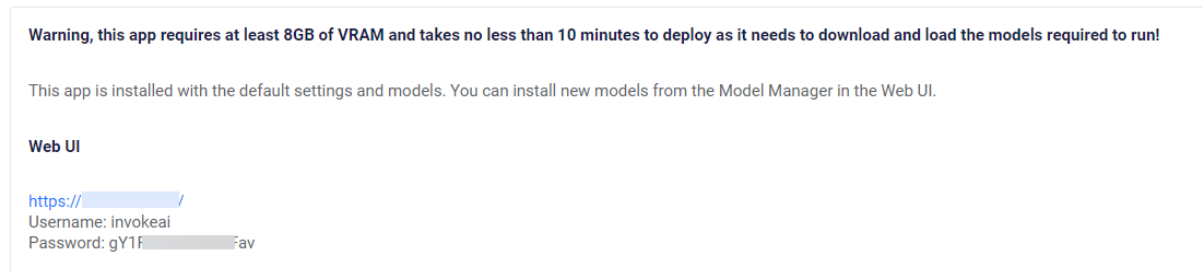 Warning, this app requires at least 8GB of VRAM and takes no less than 10 minutes to deploy as it needs to download and load the models required to run!
This app is installed with the default settings and models. You can install new models from the Model Manager in the Web UI.
Web UI
https:// /
Username: invokeai
Password: